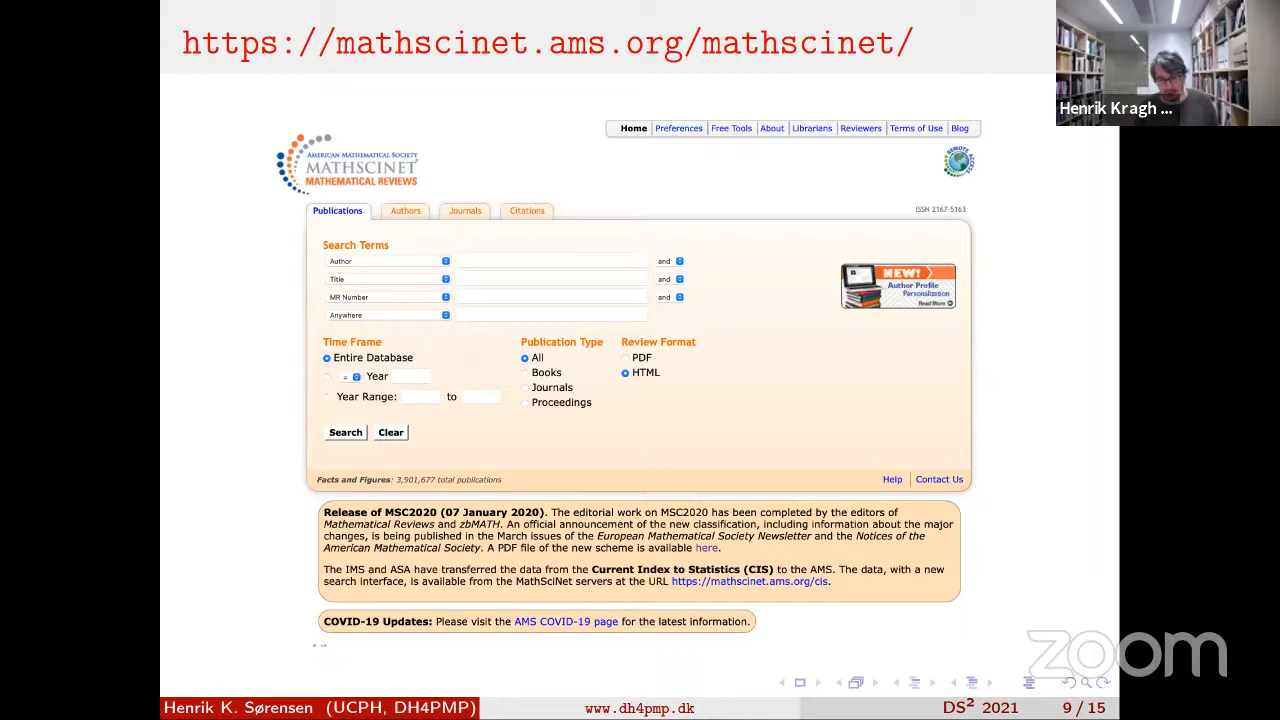 https://mathscinet.ams.org/mathscinet/
Henrik Kragh ...
Home Preferences Free Tools About Librarians Reviewers Terms of Use Blog
AMERICAN MATHEMATICAL SOCIETY
MATHSCINET
MATHEMATICAL REVIEWS
REMOTE ACCESS
Publications Authors Journals Citations
ISSN 2167-5163
Search Terms
Author and
Title and
MR Number and
Anywhere
NEW!
Author Profile
Personalization
Read More
Time Frame Publication Type Review Format
Entire Database All PDF
= Year Books HTML
Year Range: to Journals
Proceedings
Search Clear
Facts and Figures: 3,901,677 total publications
Help Contact Us
Release of MSC2020 (07 January 2020). The editorial work on MSC2020 has been completed by the editors of
Mathematical Reviews and zbMATH. An official announcement of the new classification, including information about the major
changes, is being published in the March issues of the European Mathematical Society Newsletter and the Notices of the
American Mathematical Society. A PDF file of the new scheme is available here.
The IMS and ASA have transferred the data from the Current Index to Statistics (CIS) to the AMS. The data, with a new
search interface, is available from the MathSciNet servers at the URL https://mathscinet.ams.org/cis.
COVID-19 Updates: Please visit the AMS COVID-19 page for the latest information.
zoom
Henrik K. Sørensen (UCPH, DH4PMP) www.dh4pmp.dk DS² 2021 9 / 15